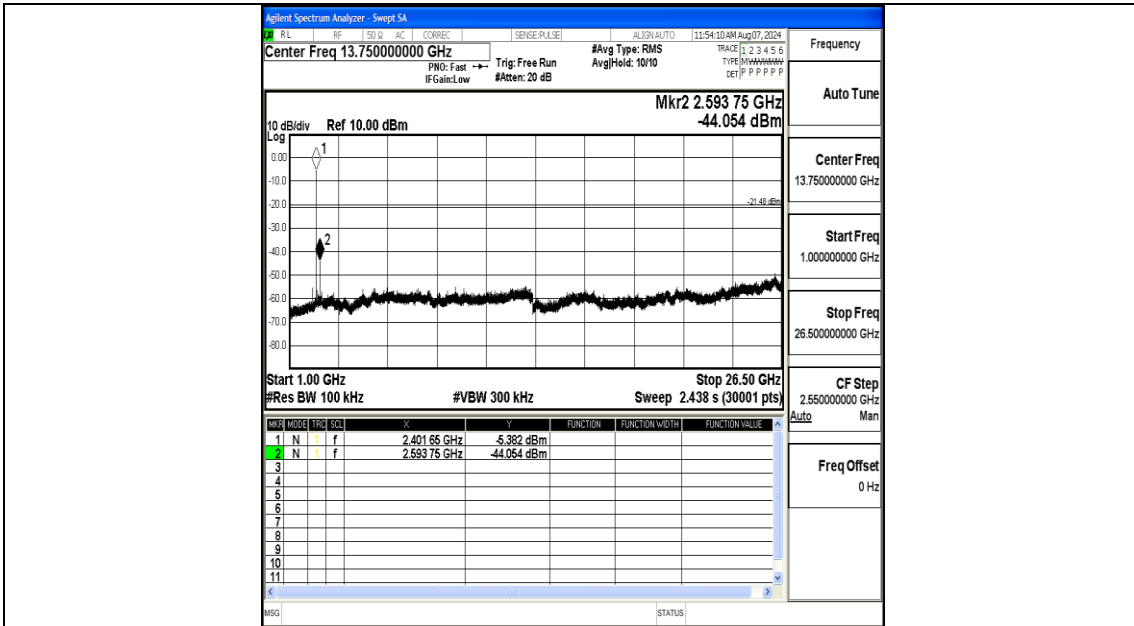 Agilent Spectrum Analyzer - Swept SA
RL RF 50 Ω AC CORREC SENSE:PULSE ALIGN AUTO 11:54:10 AM Aug 07, 2024
Center Freq 13.750000000 GHz
PNO: Fast
IFGain:Low
Trig: Free Run
#Atten: 20 dB
#Avg Type: RMS
Avg|Hold: 10/10
TRACE 1 2 3 4 5 6
TYPE MWWWWW
DET P P P P P P
Mkr2 2.593 75 GHz
-44.054 dBm
10 dB/div Ref 10.00 dBm
Log
0.00
-10.0
-20.0
-30.0
-40.0
-50.0
-60.0
-70.0
-80.0
1
2
-21.48 dBm
Start 1.00 GHz Stop 26.50 GHz
#Res BW 100 kHz #VBW 300 kHz Sweep 2.438 s (30001 pts)
MKR MODE TRC SCL X Y FUNCTION FUNCTION WIDTH FUNCTION VALUE
1 N 1 f 2.401 65 GHz -5.382 dBm
2 N 1 f 2.593 75 GHz -44.054 dBm
3
4
5
6
7
8
9
10
11
MSG STATUS
Frequency
Auto Tune
Center Freq
13.750000000 GHz
Start Freq
1.000000000 GHz
Stop Freq
26.500000000 GHz
CF Step
2.550000000 GHz
Auto Man
Freq Offset
0 Hz